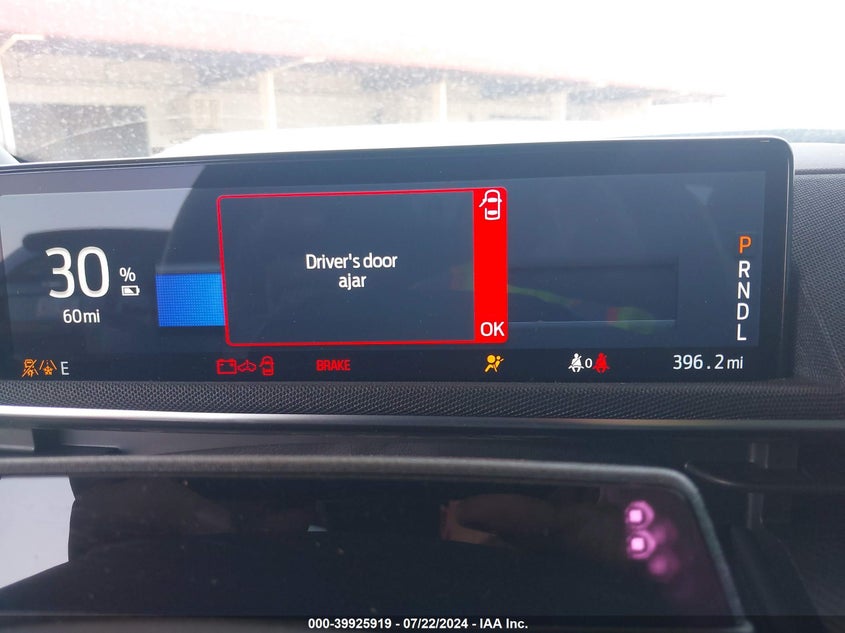 30 %
60mi
Driver's door
ajar
OK
P
R
N
D
L
E
BRAKE
0
396.2mi
000-39925919 - 07/22/2024 - IAA Inc.